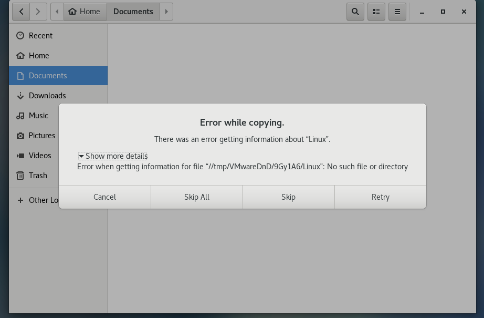 Home
Documents
Recent
Home
Documents
Downloads
Music
Pictures
Videos
Trash
Other Lo
Error while copying.
There was an error getting information about “Linux”.
Show more details
Error when getting information for file "//tmp/VMwareDnD/9Gy1A6/Linux": No such file or directory
Cancel
Skip All
Skip
Retry